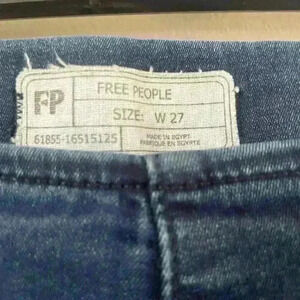 FP
FREE PEOPLE
SIZE: W 27
61855-16515125
MADE IN EGYPT
FABRIQUE EN EGYPTE